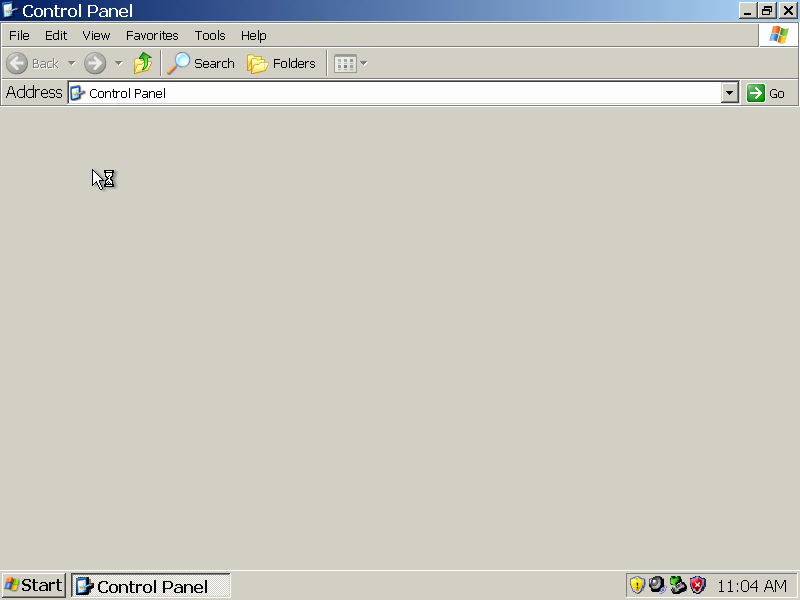 Control Panel
File Edit View Favorites Tools Help
Back Search Folders
Address Control Panel Go
Start Control Panel 11:04 AM